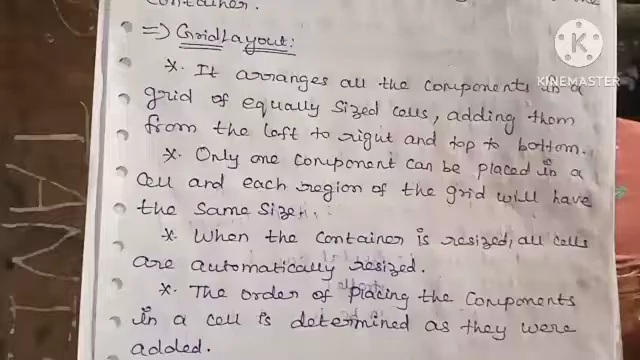 container.
=> GridLayout:
*. It arranges all the components in a
grid of equally sized cells, adding them
from the left to right and top to bottom.
*. Only one component can be placed in a
cell and each region of the grid will have
the same size.
*. When the container is resized, all cells
are automatically resized.
*. The order of placing the components
in a cell is determined as they were
added.
K
KINEMASTER